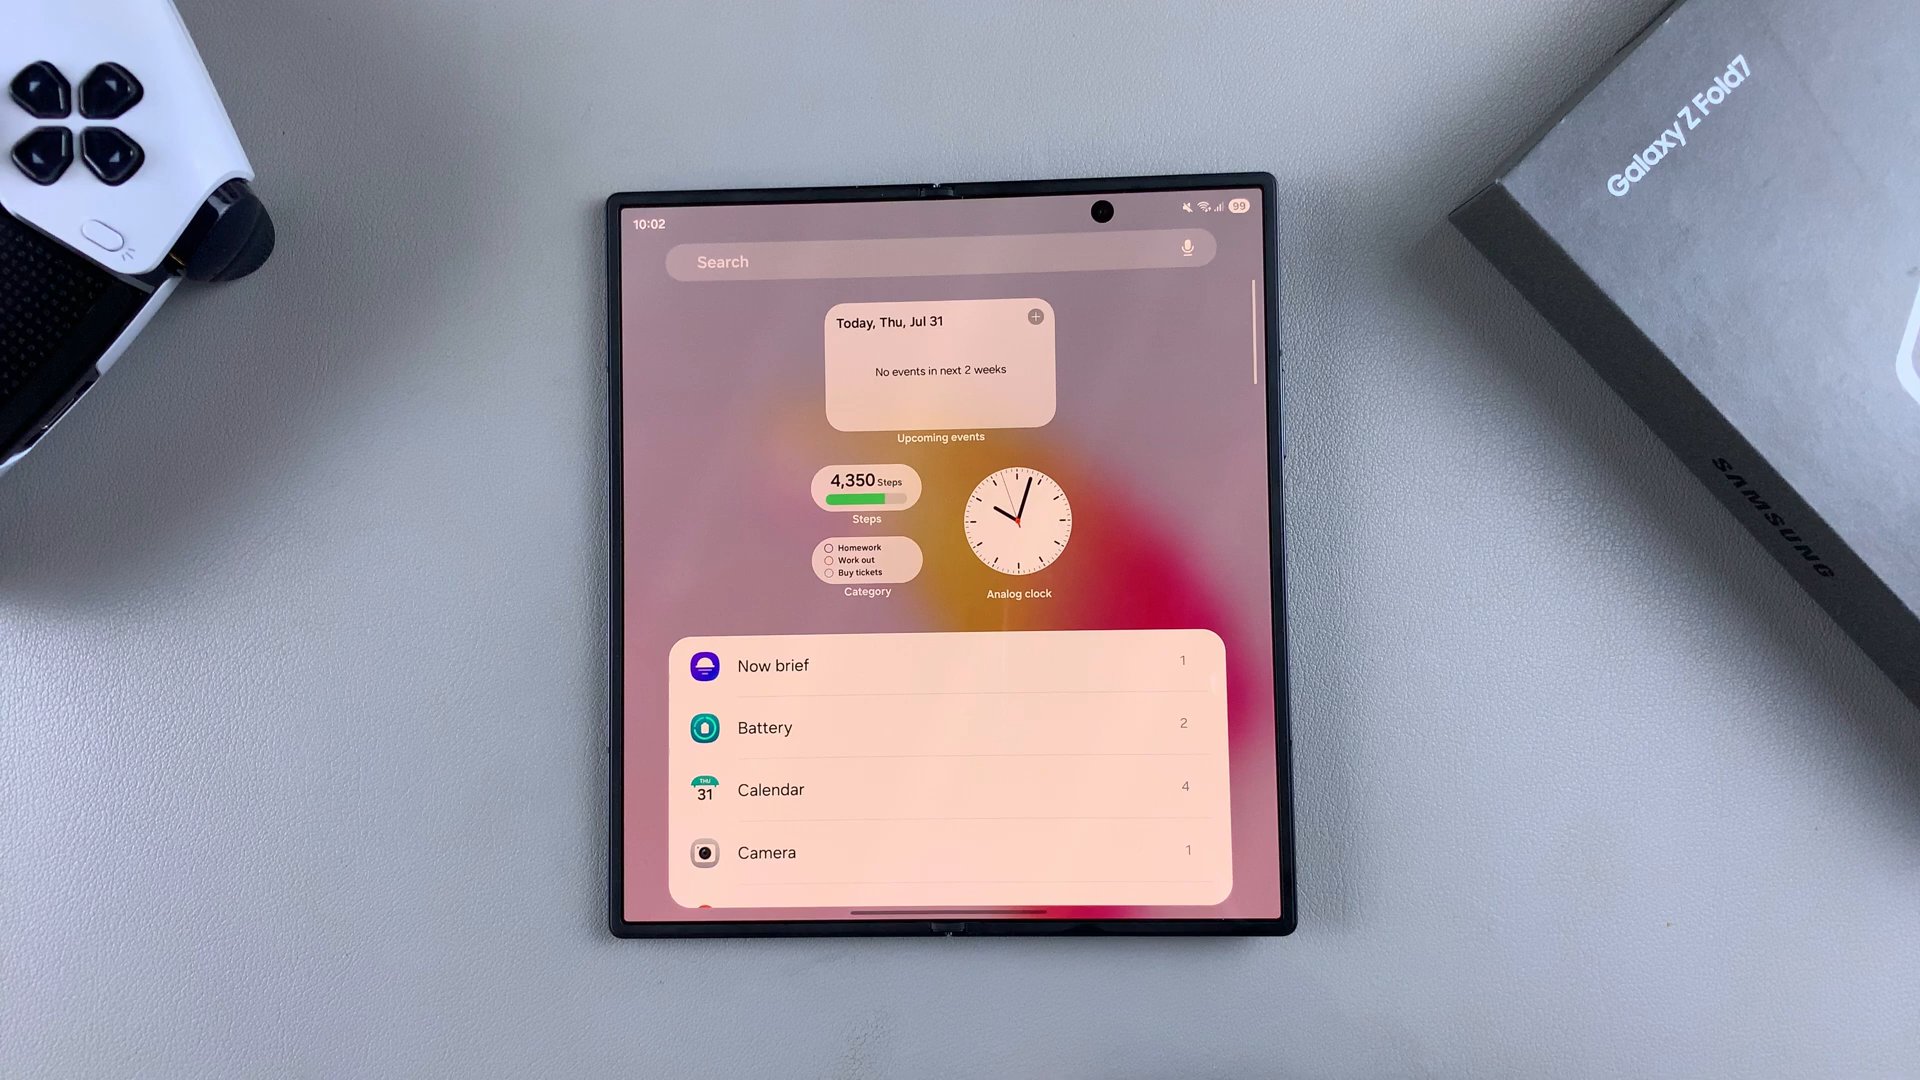 10:02
99
Search
Today, Thu, Jul 31
No events in next 2 weeks
Upcoming events
4,350 Steps
Steps
Homework
Work out
Buy tickets
Category
Analog clock
Now brief 1
Battery 2
THU
31
Calendar 4
Camera 1
Galaxy Z Fold7
SAMSUNG